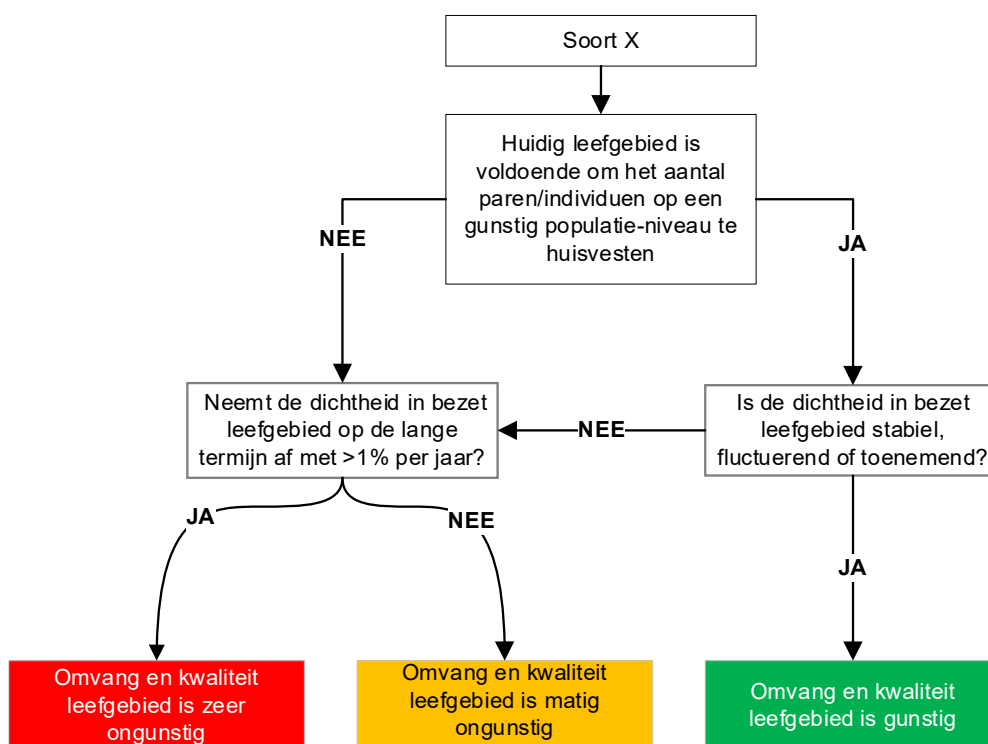 Soort X
Huidig leefgebied is
voldoende om het aantal
paren/individuen op een
gunstig populatie-niveau te
huisvesten
NEE
JA
Neemt de dichtheid in bezet
leefgebied op de lange
termijn af met >1% per jaar?
NEE
Is de dichtheid in bezet
leefgebied stabiel,
fluctuerend of toenemend?
JA
NEE
JA
Omvang en kwaliteit
leefgebied is zeer
ongunstig
Omvang en kwaliteit
leefgebied is matig
ongunstig
Omvang en kwaliteit
leefgebied is gunstig